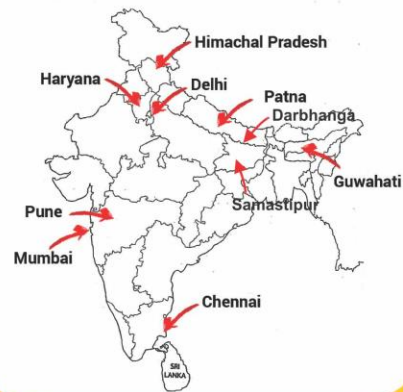 Himachal Pradesh
Haryana
Delhi
Patna
Darbhanga
Guwahati
Samastipur
Pune
Mumbai
Chennai
SRI
LANKA